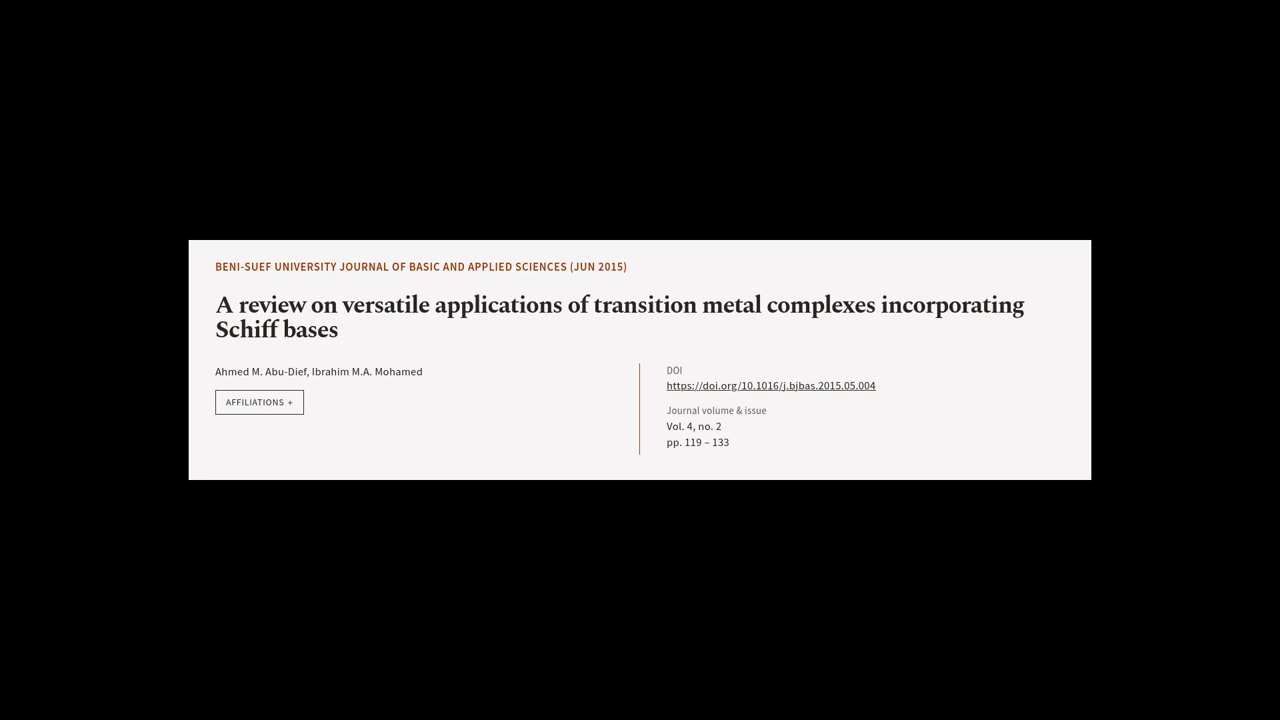 BENI-SUEF UNIVERSITY JOURNAL OF BASIC AND APPLIED SCIENCES (JUN 2015)
A review on versatile applications of transition metal complexes incorporating
Schiff bases
Ahmed M. Abu-Dief, Ibrahim M.A. Mohamed
AFFILIATIONS +
DOI
https://doi.org/10.1016/j.bjbas.2015.05.004
Journal volume & issue
Vol. 4, no. 2
pp. 119 – 133